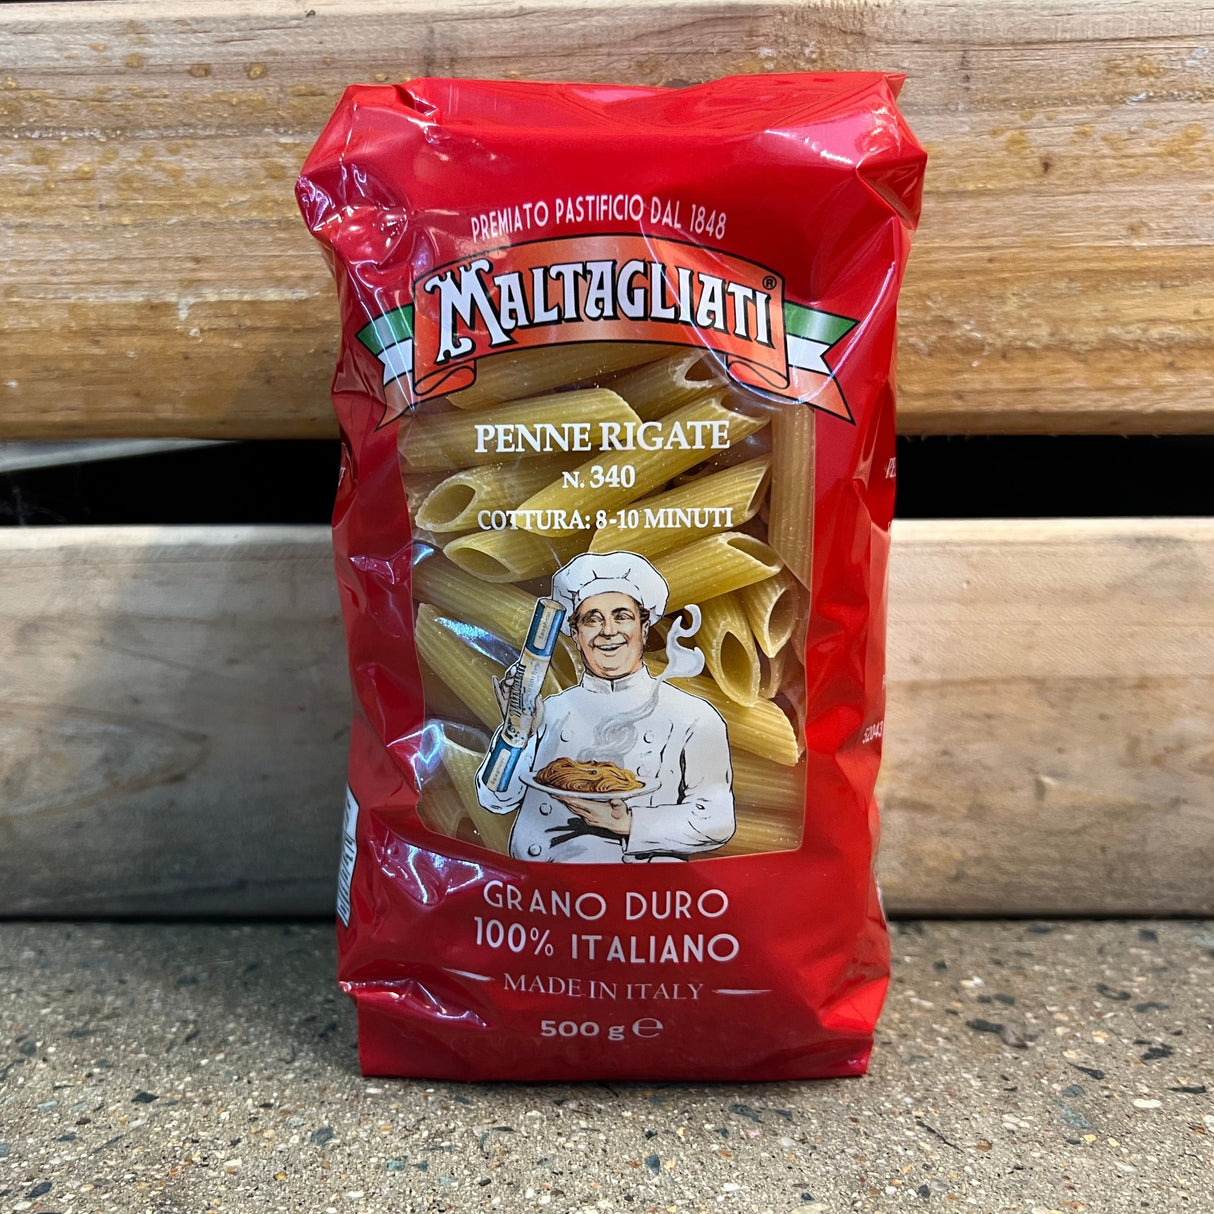 PREMIATO PASTIFICIO DAL 1848
MALTAGLIATI®
PENNE RIGATE
N. 340
COTTURA: 8-10 MINUTI
GRANO DURO
100% ITALIANO
MADE IN ITALY
500 g ℮